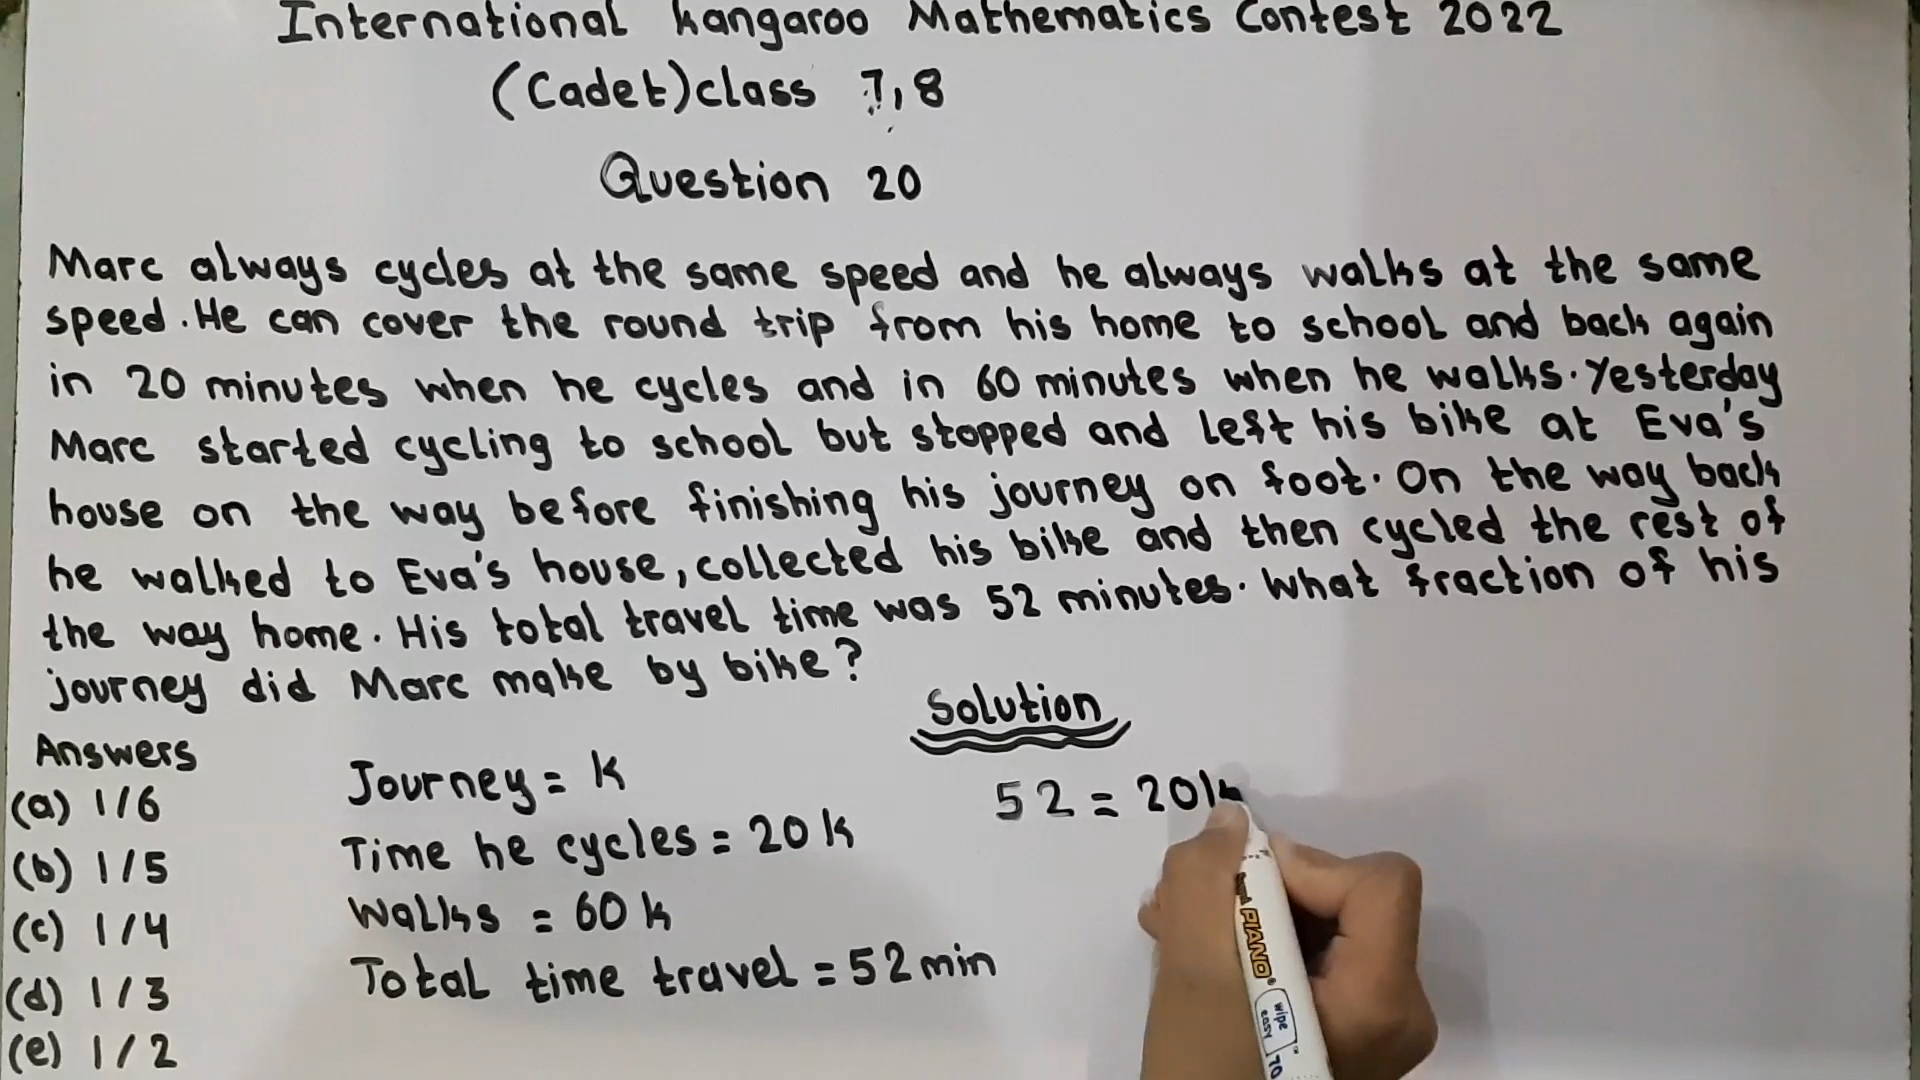 International Kangaroo Mathematics Contest 2022
(Cadet)class 7,8
Question 20
Marc always cycles at the same speed and he always walks at the same
speed. He can cover the round trip from his home to school and back again
in 20 minutes when he cycles and in 60 minutes when he walks. Yesterday
Marc started cycling to school but stopped and left his bike at Eva's
house on the way before finishing his journey on foot. On the way back
he walked to Eva's house, collected his bike and then cycled the rest of
the way home. His total travel time was 52 minutes. What fraction of his
journey did Marc make by bike?
Solution
Answers
(a) 1/6
(b) 1/5
(c) 1/4
(d) 1/3
(e) 1/2
Journey = k
Time he cycles = 20k
Walks = 60k
Total time travel = 52min
52 = 20k
PIANO
wipe
easy
70